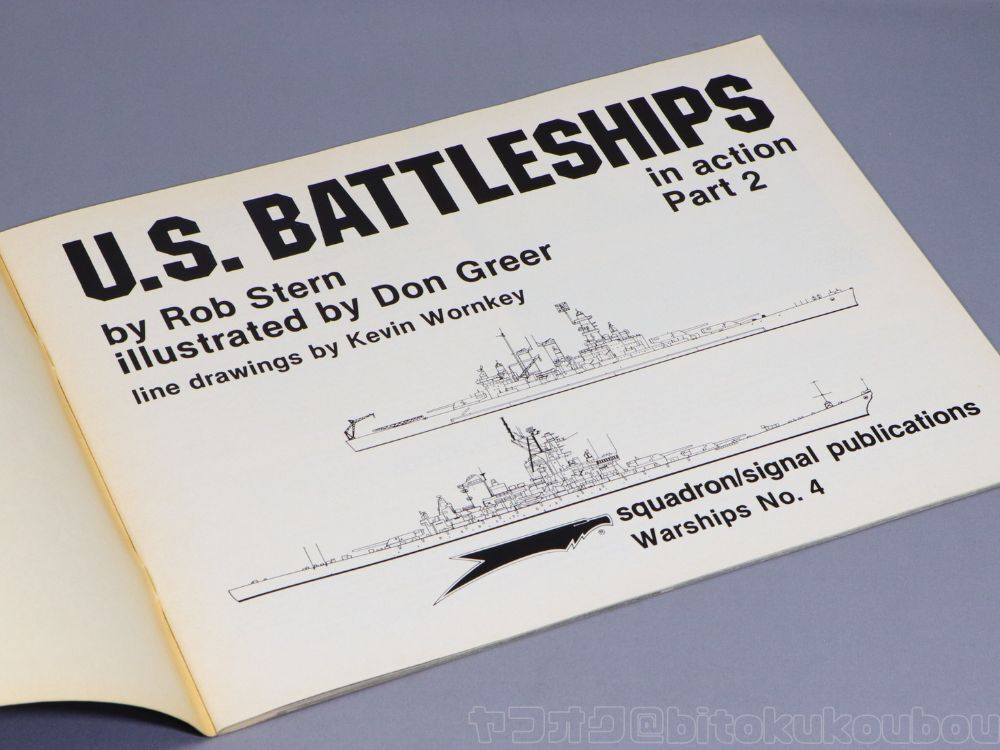 U.S. BATTLESHIPS
in action
Part 2
by Rob Stern
illustrated by Don Greer
line drawings by Kevin Wornkey
squadron/signal publications
®
Warships No. 4
ヤフオク@bitokukoubou